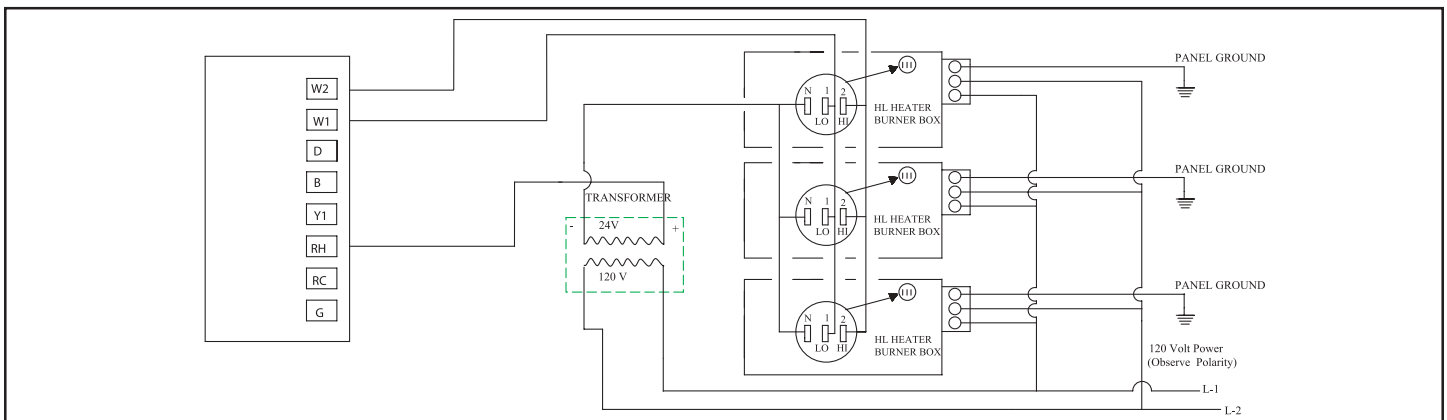 W2
W1
D
B
Y1
RH
RC
G
TRANSFORMER
- 24V +
120 V
N 1 2
LO HI
HL HEATER
BURNER BOX
PANEL GROUND
N 1 2
LO HI
HL HEATER
BURNER BOX
PANEL GROUND
N 1 2
LO HI
HL HEATER
BURNER BOX
PANEL GROUND
120 Volt Power
(Observe Polarity)
L-1
L-2